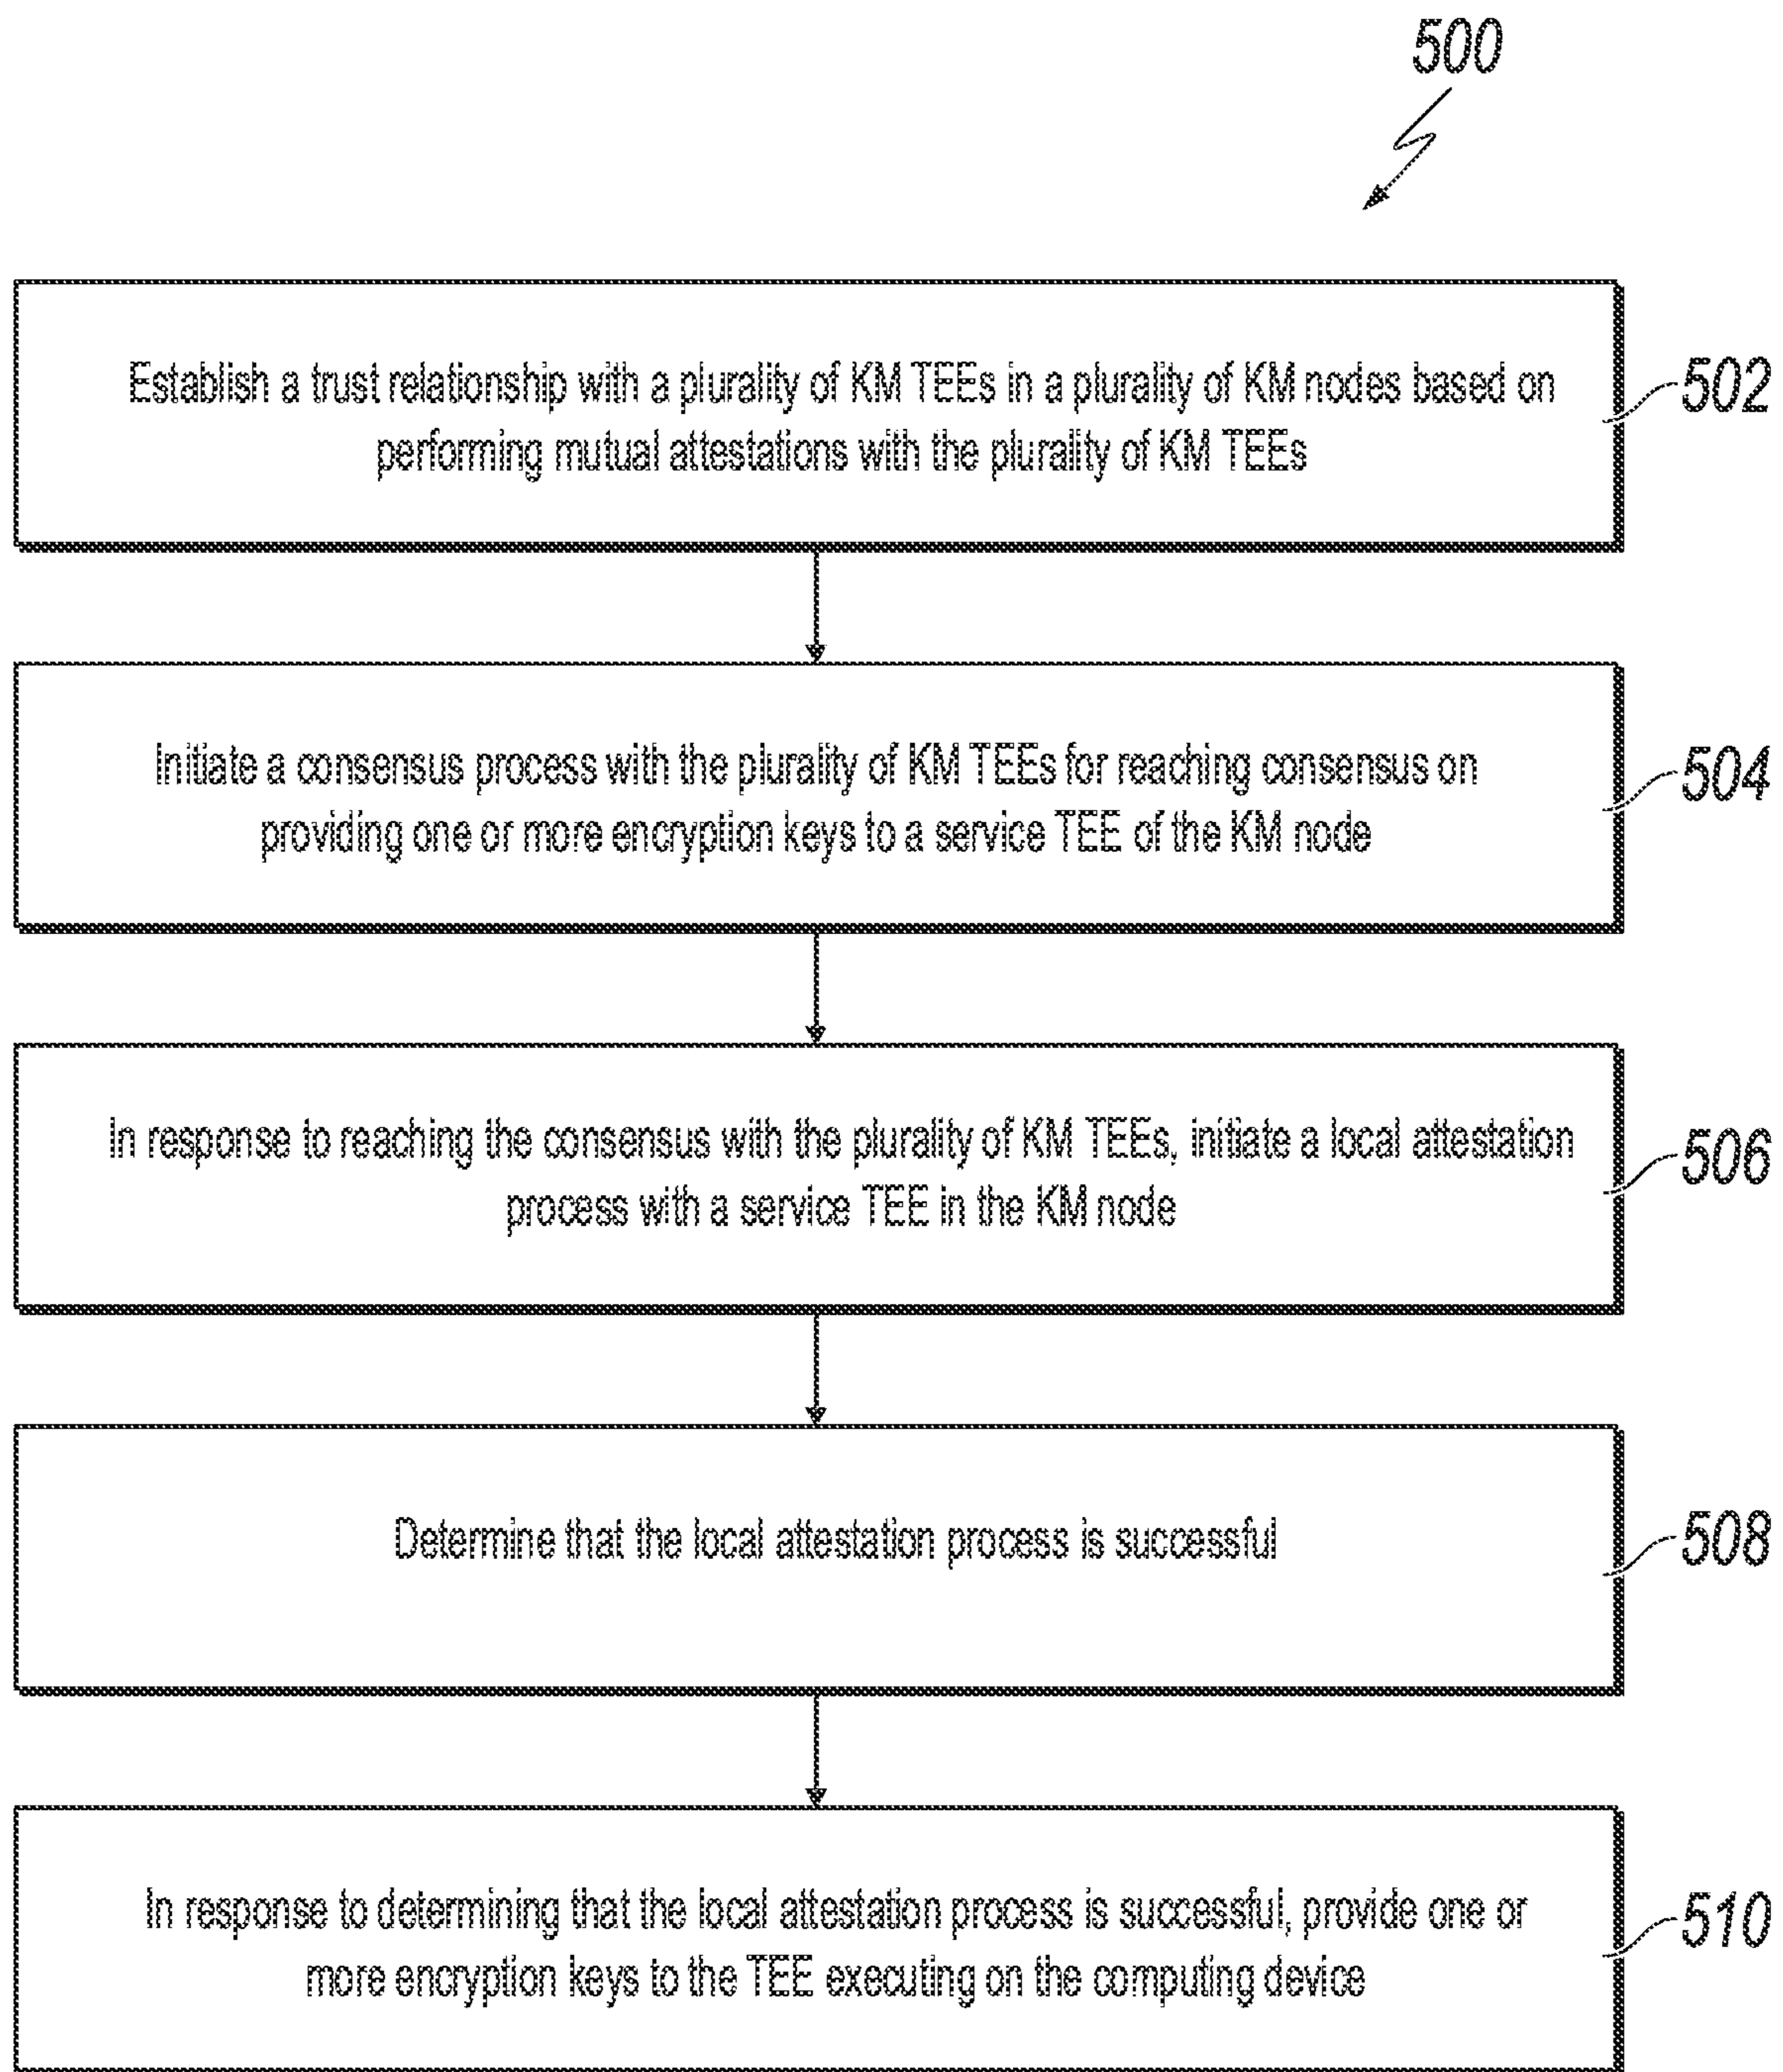 500
Establish a trust relationship with a plurality of KM TEEs in a plurality of KM nodes based on
performing mutual attestations with the plurality of KM TEEs
502
Initiate a consensus process with the plurality of KM TEEs for reaching consensus on
providing one or more encryption keys to a service TEE of the KM node
504
In response to reaching the consensus with the plurality of KM TEEs, initiate a local attestation
process with a service TEE in the KM node
506
Determine that the local attestation process is successful
508
In response to determining that the local attestation process is successful, provide one or
more encryption keys to the TEE executing on the computing device
510